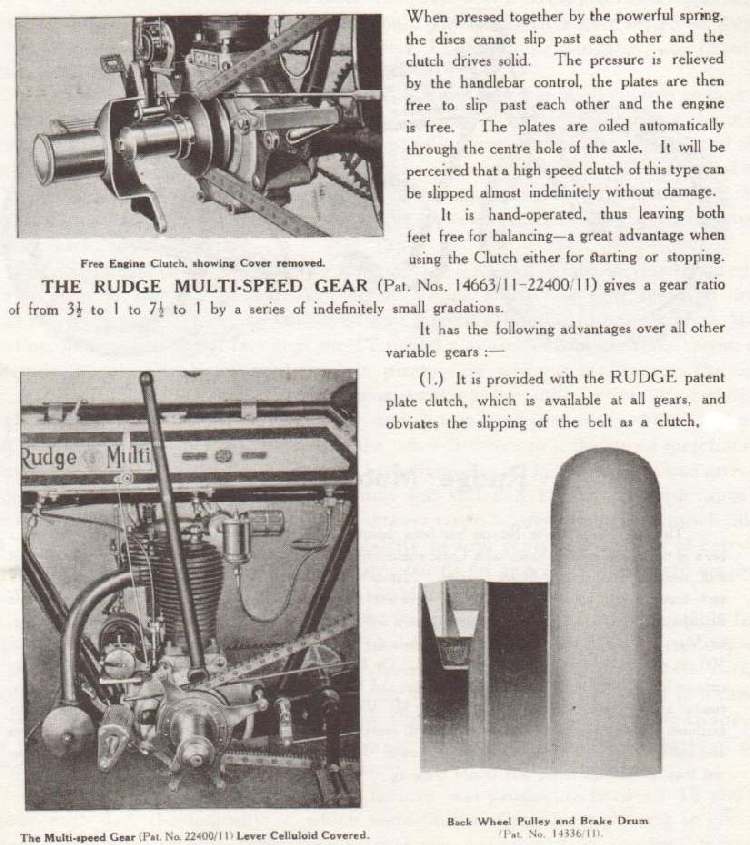 When pressed together by the powerful spring,
the discs cannot slip past each other and the
clutch drives solid. The pressure is relieved
by the handlebar control, the plates are then
free to slip past each other and the engine
is free. The plates are oiled automatically
through the centre hole of the axle. It will be
perceived that a high speed clutch of this type can
be slipped almost indefinitely without damage.
It is hand-operated, thus leaving both
feet free for balancing—a great advantage when
using the Clutch either for starting or stopping.
Free Engine Clutch, showing Cover removed.
THE RUDGE MULTI-SPEED GEAR (Pat. Nos. 14663/11-22400/11) gives a gear ratio
of from 3½ to 1 to 7½ to 1 by a series of indefinitely small gradations.
It has the following advantages over all other
variable gears :—
(1.) It is provided with the RUDGE patent
plate clutch, which is available at all gears, and
obviates the slipping of the belt as a clutch,
Rudge Multi
The Multi-speed Gear (Pat. No. 22400/11) Lever Celluloid Covered.
Back Wheel Pulley and Brake Drum
(Pat. No. 14336/11).